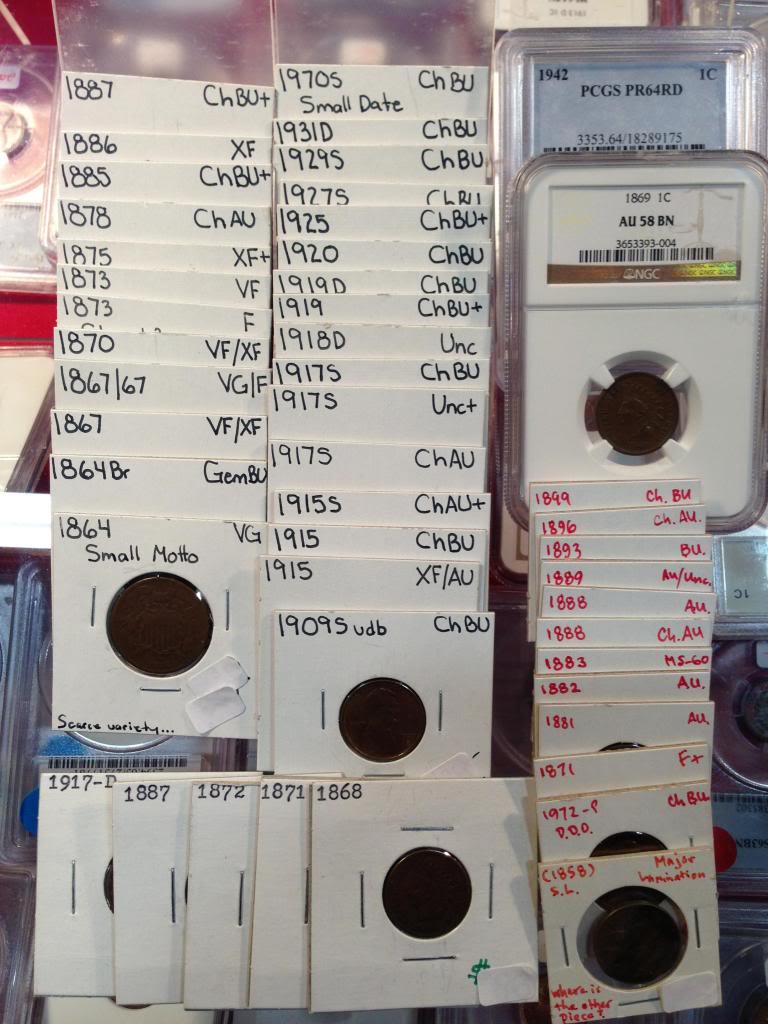 1887 ChBU+
1886 XF
1885 ChBU+
1878 ChAU
1875 XF+
1873 VF
1873 F
1870 VF/XF
1867/67 VG/F
1867 VF/XF
1864Br GemBU
1864 VG
Small Motto
Scarce variety...
1970S ChBU
Small Date
1931D ChBU
1929S ChBU
1927S ChBU
1925 ChBU+
1920 ChBU
1919D ChBU
1919 ChBU+
1918D Unc
1917S ChBU
1917S Unc+
1917S ChAU
1915S ChAU+
1915 ChBU
1915 XF/AU
1909S vdb ChBU
1942 1C
PCGS PR64RD
3353.64/18289175
1869 1C
AU 58 BN
3653393-004
NGC
1899 Ch. BU
1896 Ch. AU.
1893 BU.
1889 AU/Unc.
1888 AU.
1888 Ch. AU
1883 MS-60
1882 AU.
1881 AU.
1871 F+
1972-P Ch BU
D.D.O.
(1858) Major
S.L. Lamination
Where is
the other
piece?
1917-D
1887
1872
1871
1868
1C